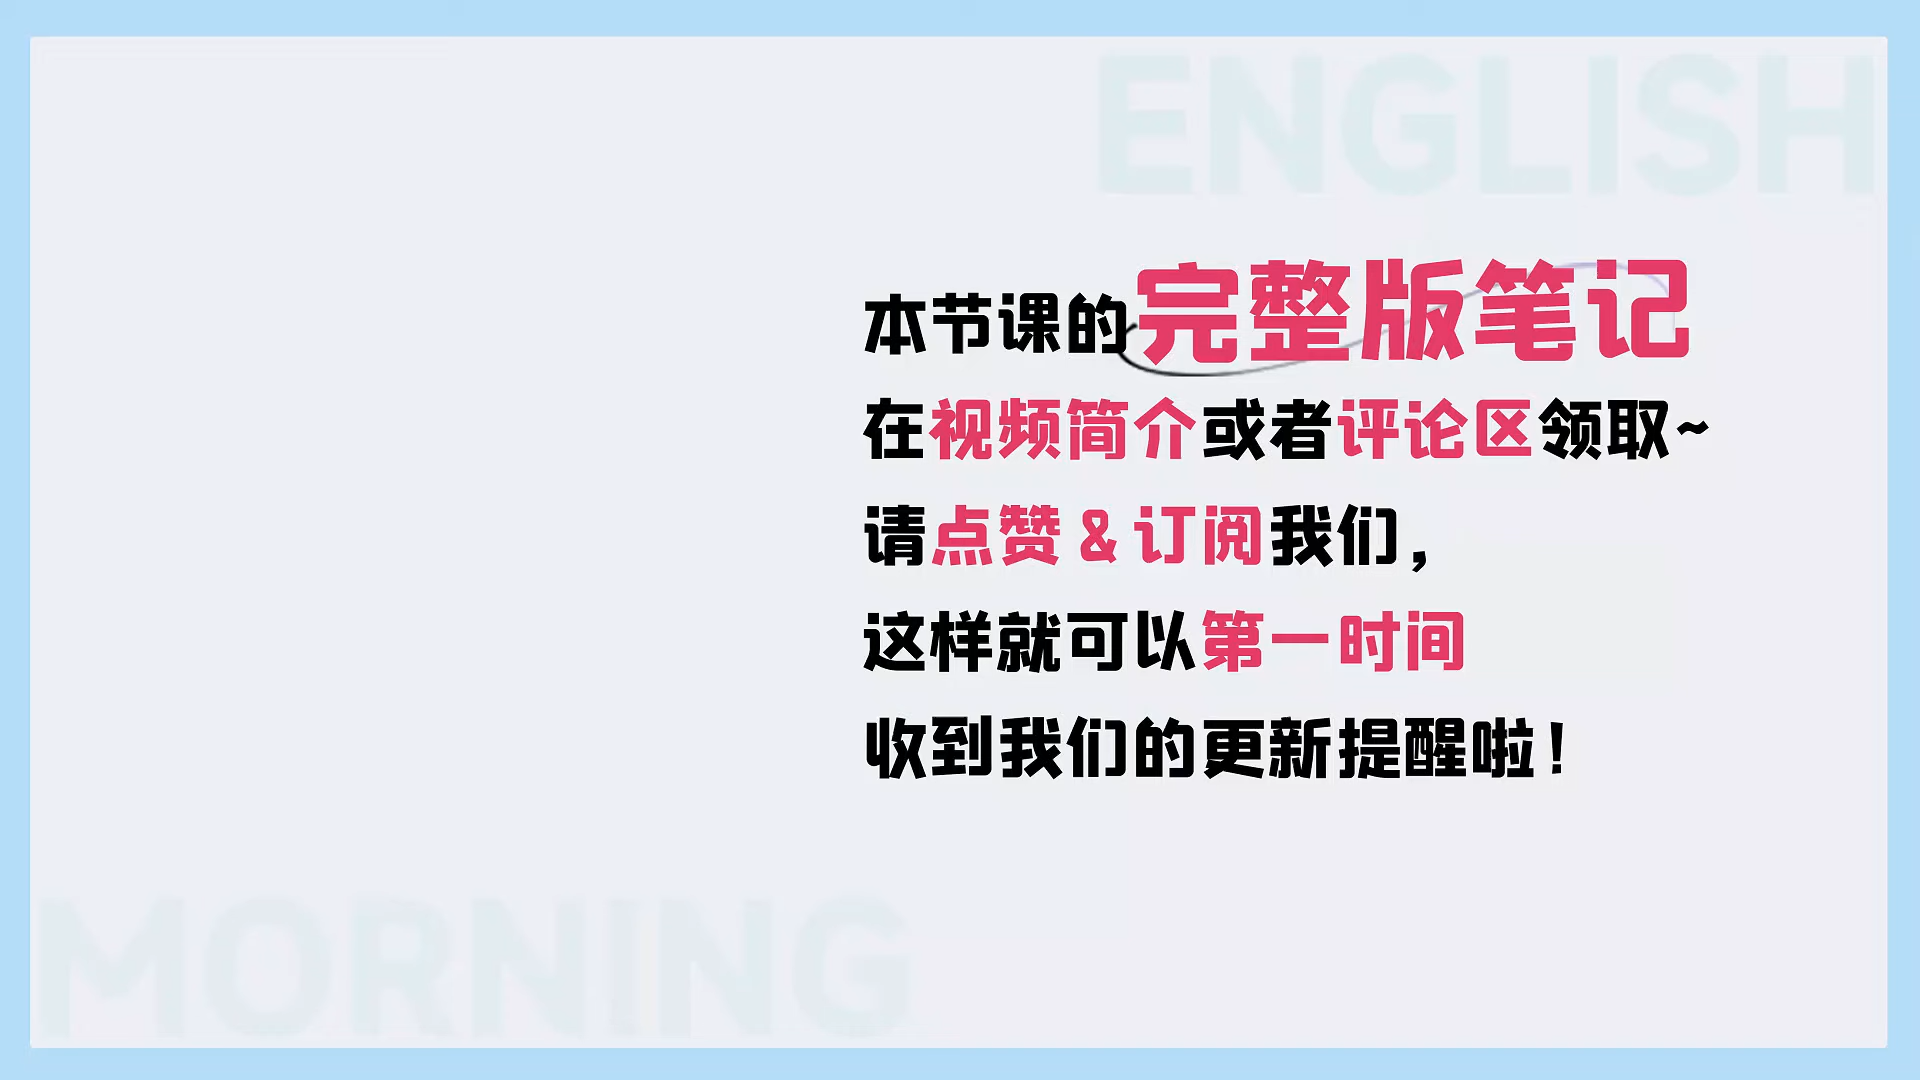 ENGLISH
本节课的完整版笔记
在视频简介或者评论区领取~
请点赞&订阅我们，
这样就可以第一时间
收到我们的更新提醒啦！
MORNING